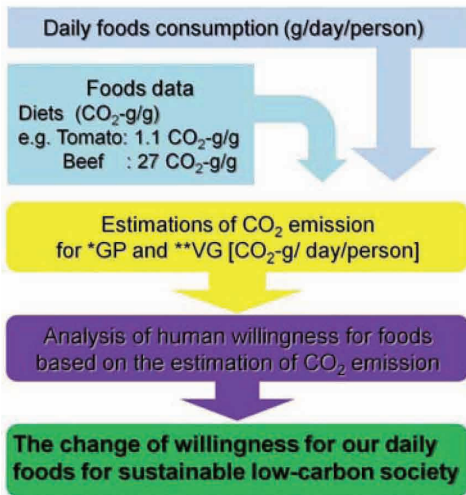 Daily foods consumption (g/day/person)
Foods data
Diets (CO₂-g/g)
e.g. Tomato: 1.1 CO₂-g/g
Beef : 27 CO₂-g/g
Estimations of CO₂ emission
for *GP and **VG [CO₂-g/ day/person]
Analysis of human willingness for foods
based on the estimation of CO₂ emission
The change of willingness for our daily
foods for sustainable low-carbon society